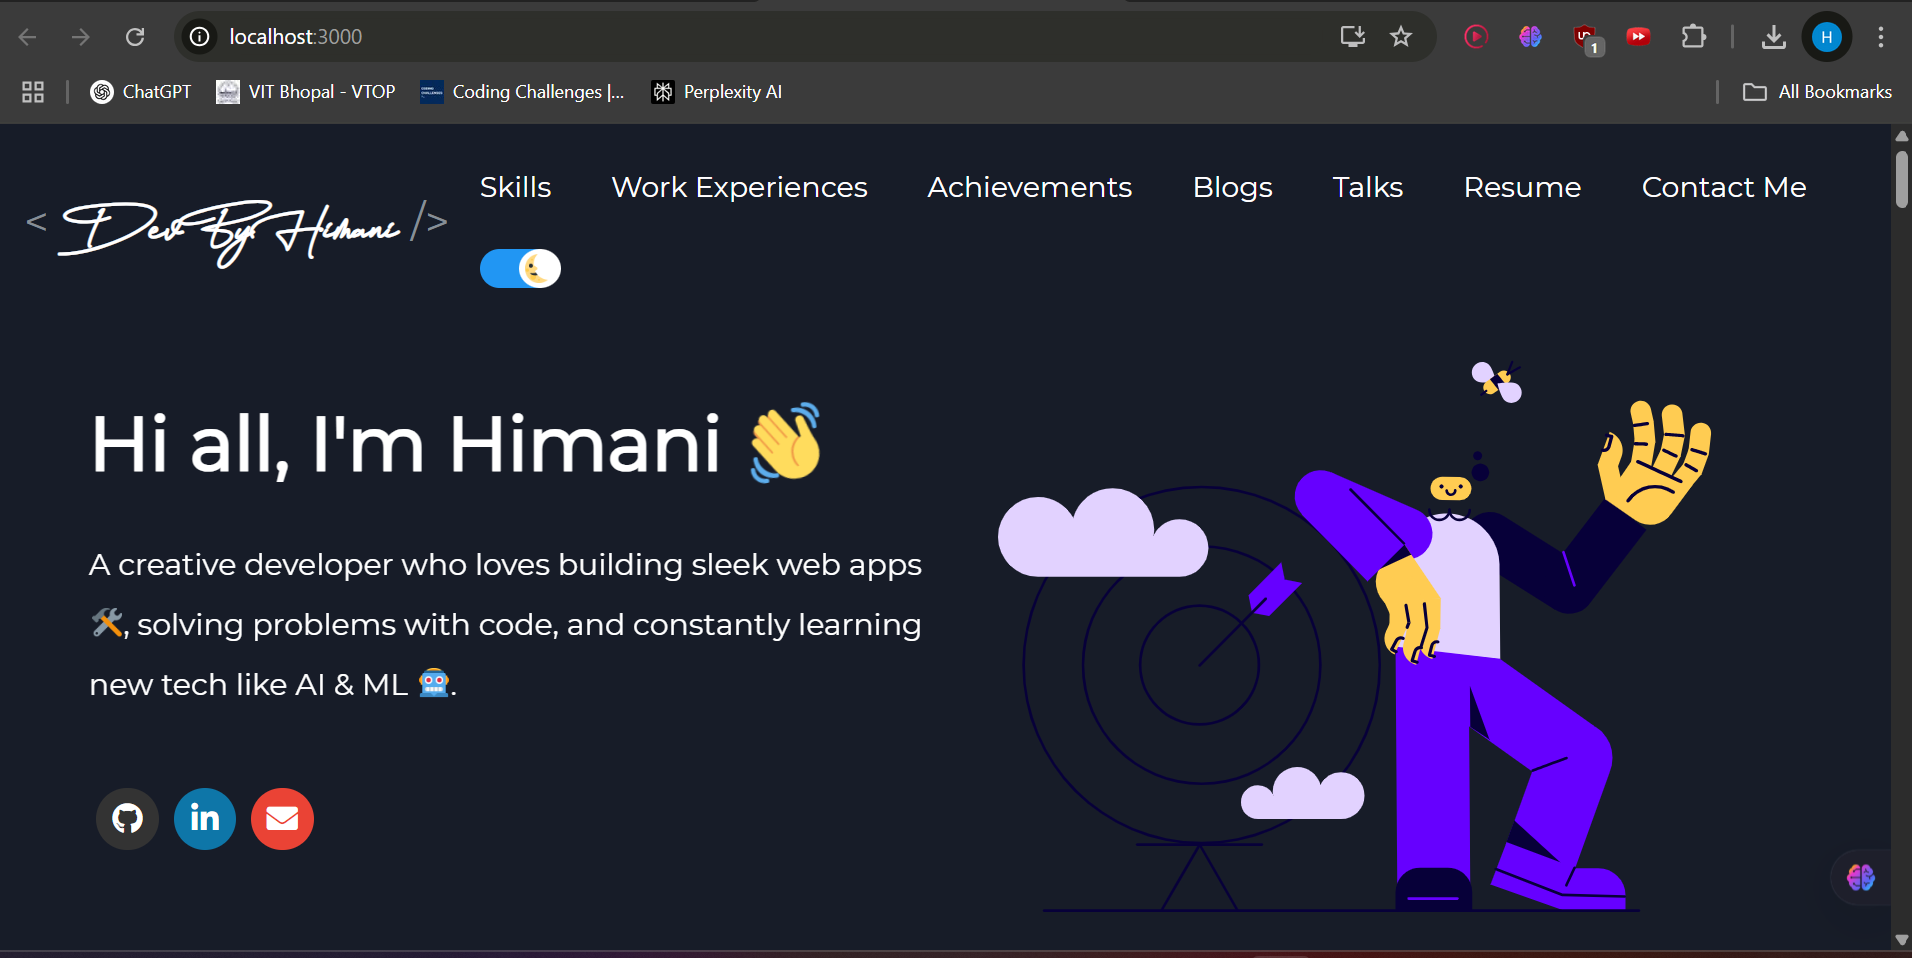 localhost:3000
H
1
ChatGPT
VIT Bhopal - VTOP
Coding Challenges |...
Perplexity AI
All Bookmarks
< Dev By Himani />
Skills
Work Experiences
Achievements
Blogs
Talks
Resume
Contact Me
Hi all, I'm Himani 👋
A creative developer who loves building sleek web apps
🛠️, solving problems with code, and constantly learning
new tech like AI & ML 🤖.
in